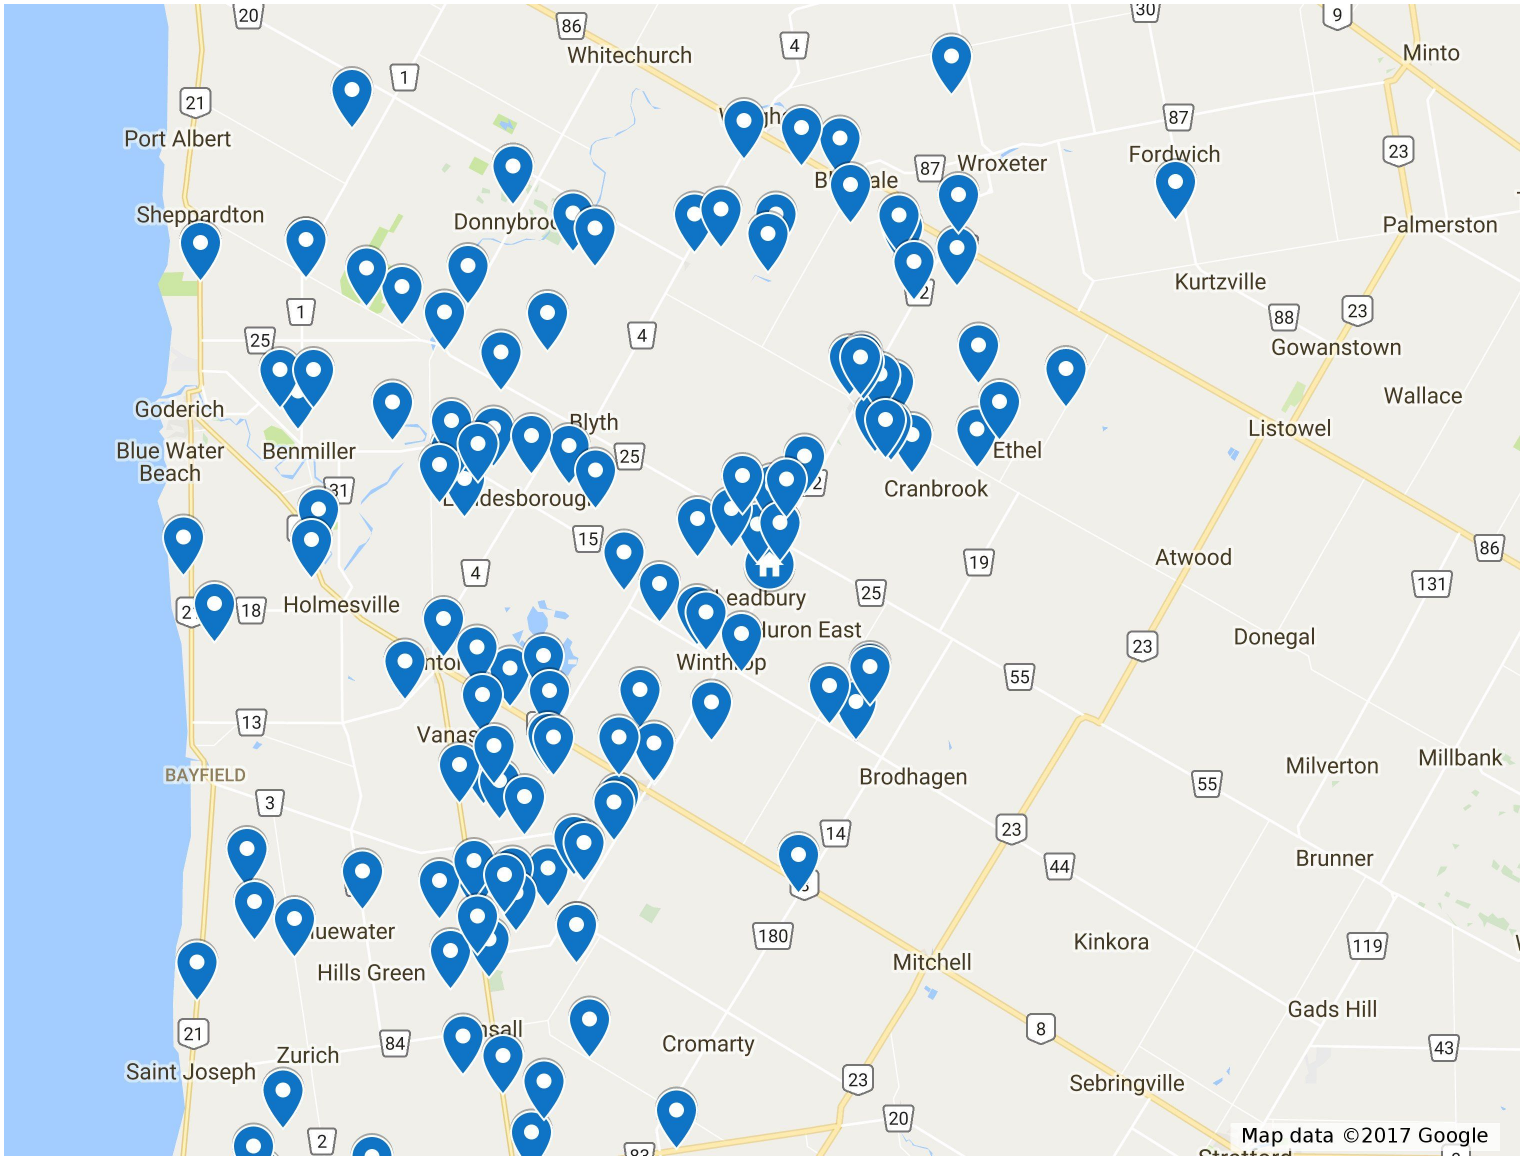 20
86
30
9
Whitechurch
4
Minto
1
21
Port Albert
87
Fordwich
23
87
Wroxeter
Sheppardton
Palmerston
Kurtzville
1
88
23
25
4
Gowanstown
Wallace
Goderich
Blyth
Listowel
Blue Water
Beach
Benmiller
25
Ethel
31
Cranbrook
15
86
Atwood
19
4
131
25
Holmesville
18
Donegal
23
55
13
BAYFIELD
Brodhagen
Milverton
Millbank
55
3
14
23
44
Brunner
180
Kinkora
119
Hills Green
Mitchell
Gads Hill
21
84
Zurich
Cromarty
8
43
Saint Joseph
23
Sebringville
20
2
83
Map data ©2017 Google
Stratford